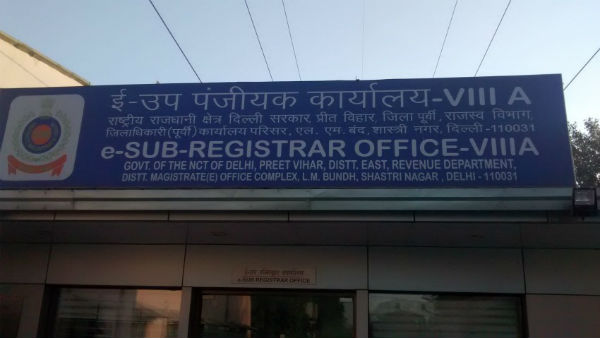 ई-उप पंजीयक कार्यालय-VIII A
राष्ट्रीय राजधानी क्षेत्र दिल्ली सरकार, प्रीत विहार, जिला पूर्वी, राजस्व विभाग,
जिलाधिकारी (पूर्वी) कार्यालय परिसर, एल. एम. बंद, शास्त्री नगर, दिल्ली -110031
e-SUB-REGISTRAR OFFICE-VIIIA
GOVT. OF THE NCT OF DELHI, PREET VIHAR, DISTT. EAST, REVENUE DEPARTMENT,
DISTT. MAGISTRATE(E) OFFICE COMPLEX, L.M. BUNDH, SHASTRI NAGAR , DELHI - 110031
e-SUB-REGISTRAR OFFICE